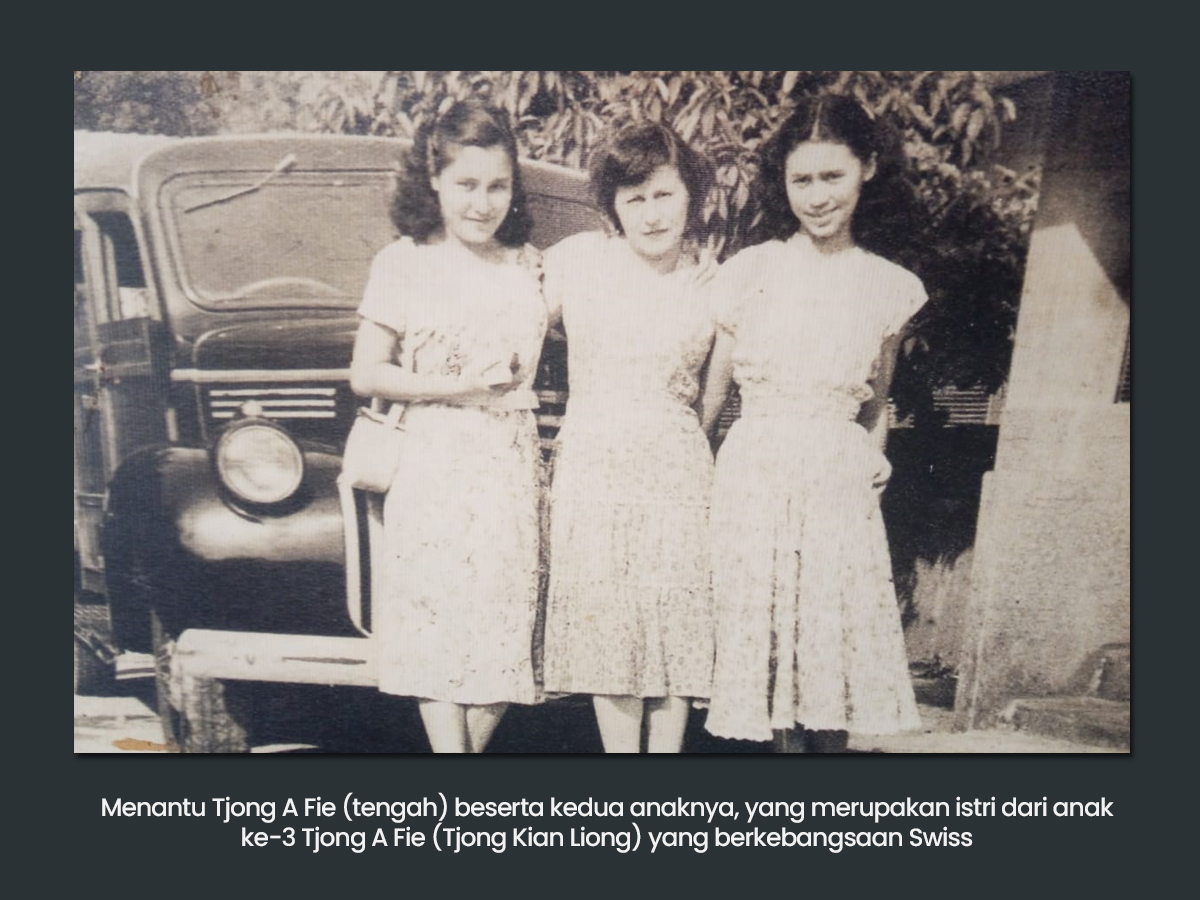 Menantu Tjong A Fie (tengah) beserta kedua anaknya, yang merupakan istri dari anak
ke-3 Tjong A Fie (Tjong Kian Liong) yang berkebangsaan Swiss